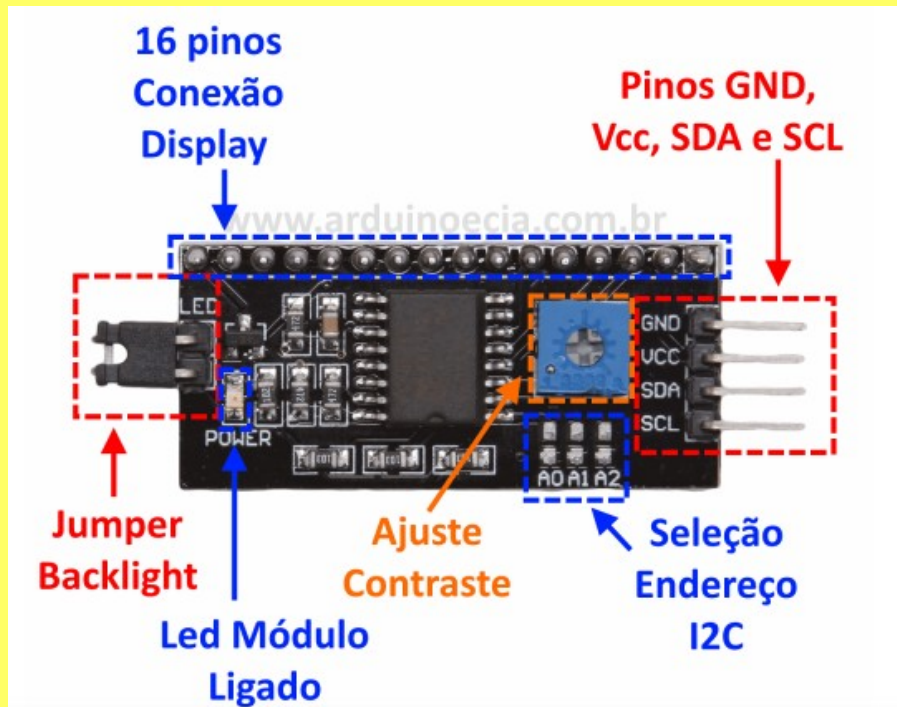 16 pinos
Conexão
Display
Pinos GND,
Vcc, SDA e SCL
www.arduinoecia.com.br
LED
GND
VCC
SDA
SCL
POWER
A0 A1 A2
Jumper
Backlight
Ajuste
Contraste
Seleção
Endereço
I2C
Led Módulo
Ligado